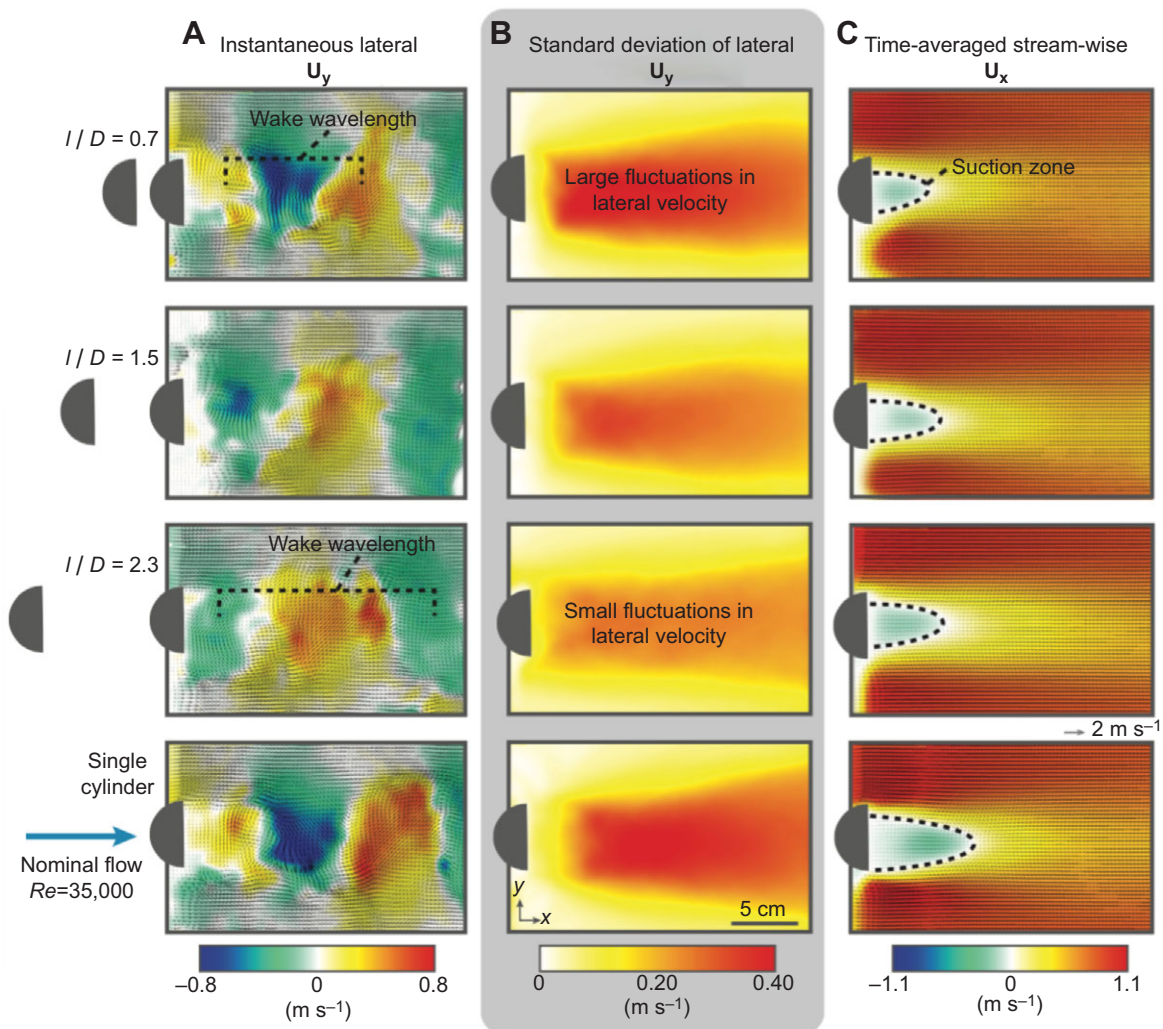 A Instantaneous lateral
U_y
B Standard deviation of lateral
U_y
C Time-averaged stream-wise
U_x
l / D = 0.7
Wake wavelength
Large fluctuations in
lateral velocity
Suction zone
l / D = 1.5
l / D = 2.3
Wake wavelength
Small fluctuations in
lateral velocity
2 m s–1
Single
cylinder
Nominal flow
Re=35,000
y
x
5 cm
–0.8 0 0.8
(m s–1)
0 0.20 0.40
(m s–1)
–1.1 0 1.1
(m s–1)